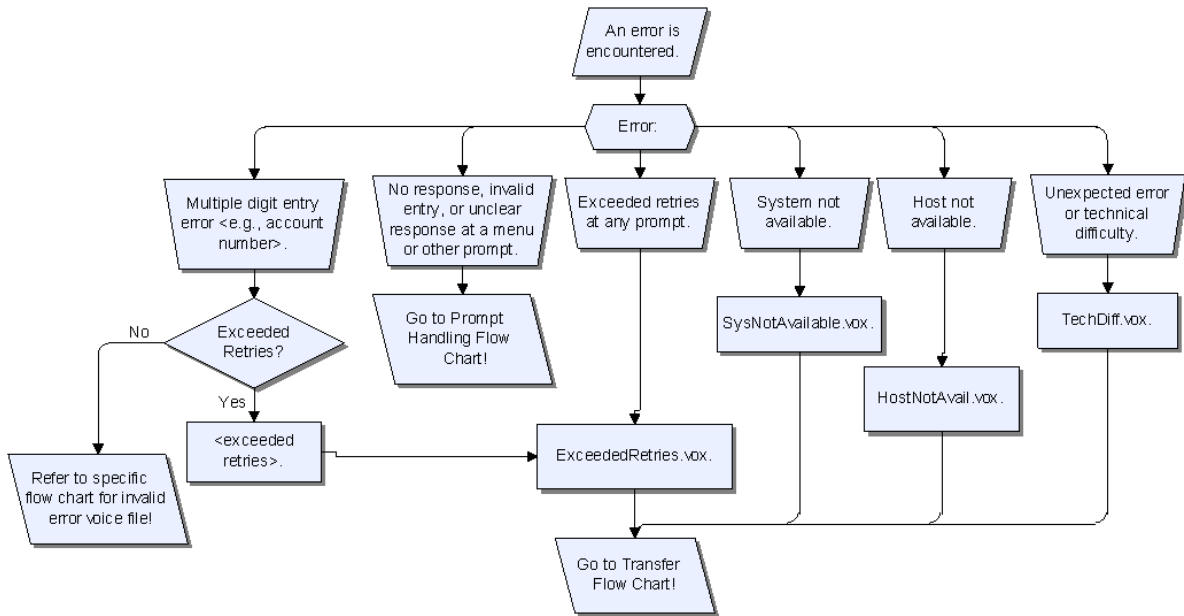 An error is
encountered.
Error:
Multiple digit entry
error <e.g., account
number>.
No response, invalid
entry, or unclear
response at a menu
or other prompt.
Exceeded retries
at any prompt.
System not
available.
Host not
available.
Unexpected error
or technical
difficulty.
Exceeded
Retries?
No
Yes
Go to Prompt
Handling Flow
Chart!
SysNotAvailable.vox.
TechDiff.vox.
HostNotAvail.vox.
<exceeded
retries>.
ExceededRetries.vox.
Refer to specific
flow chart for invalid
error voice file!
Go to Transfer
Flow Chart!